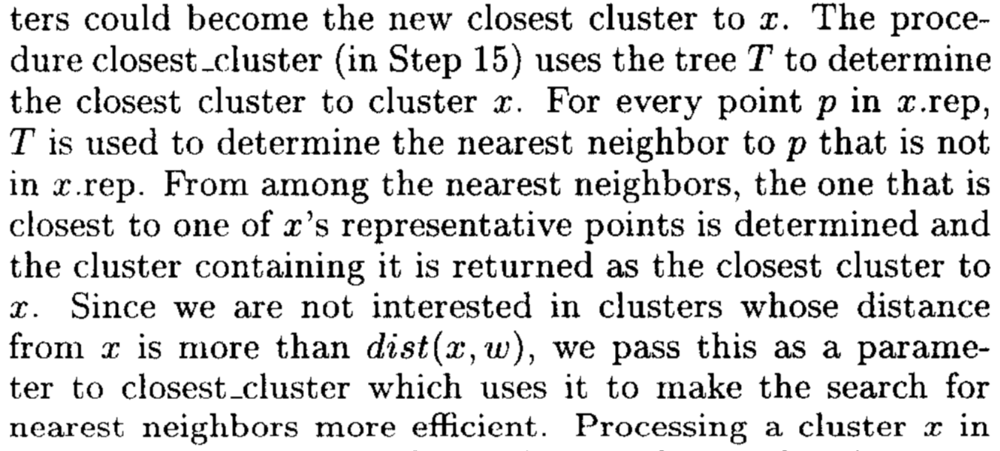 ters could become the new closest cluster to x. The proce-
dure closest_cluster (in Step 15) uses the tree T to determine
the closest cluster to cluster x. For every point p in x.rep,
T is used to determine the nearest neighbor to p that is not
in x.rep. From among the nearest neighbors, the one that is
closest to one of x's representative points is determined and
the cluster containing it is returned as the closest cluster to
x. Since we are not interested in clusters whose distance
from x is more than dist(x, w), we pass this as a parame-
ter to closest_cluster which uses it to make the search for
nearest neighbors more efficient. Processing a cluster x in